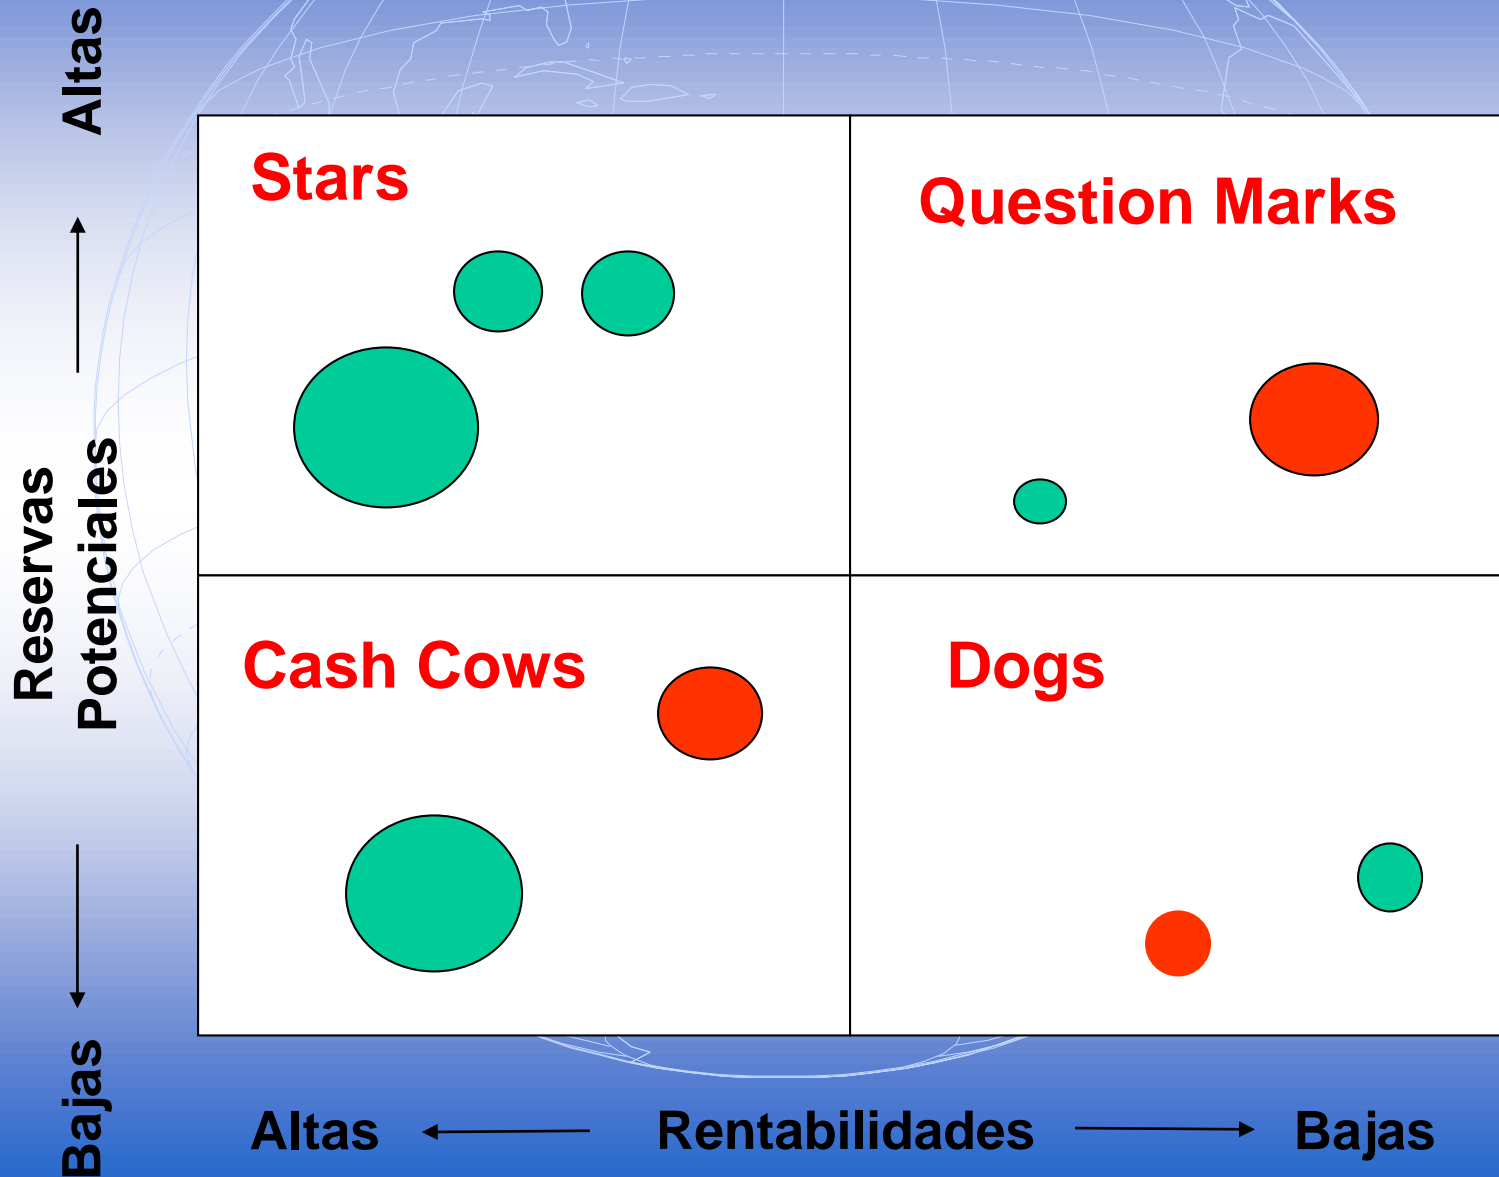 Altas
Reservas
Potenciales
Bajas
Stars
Question Marks
Cash Cows
Dogs
Altas
Rentabilidades
Bajas